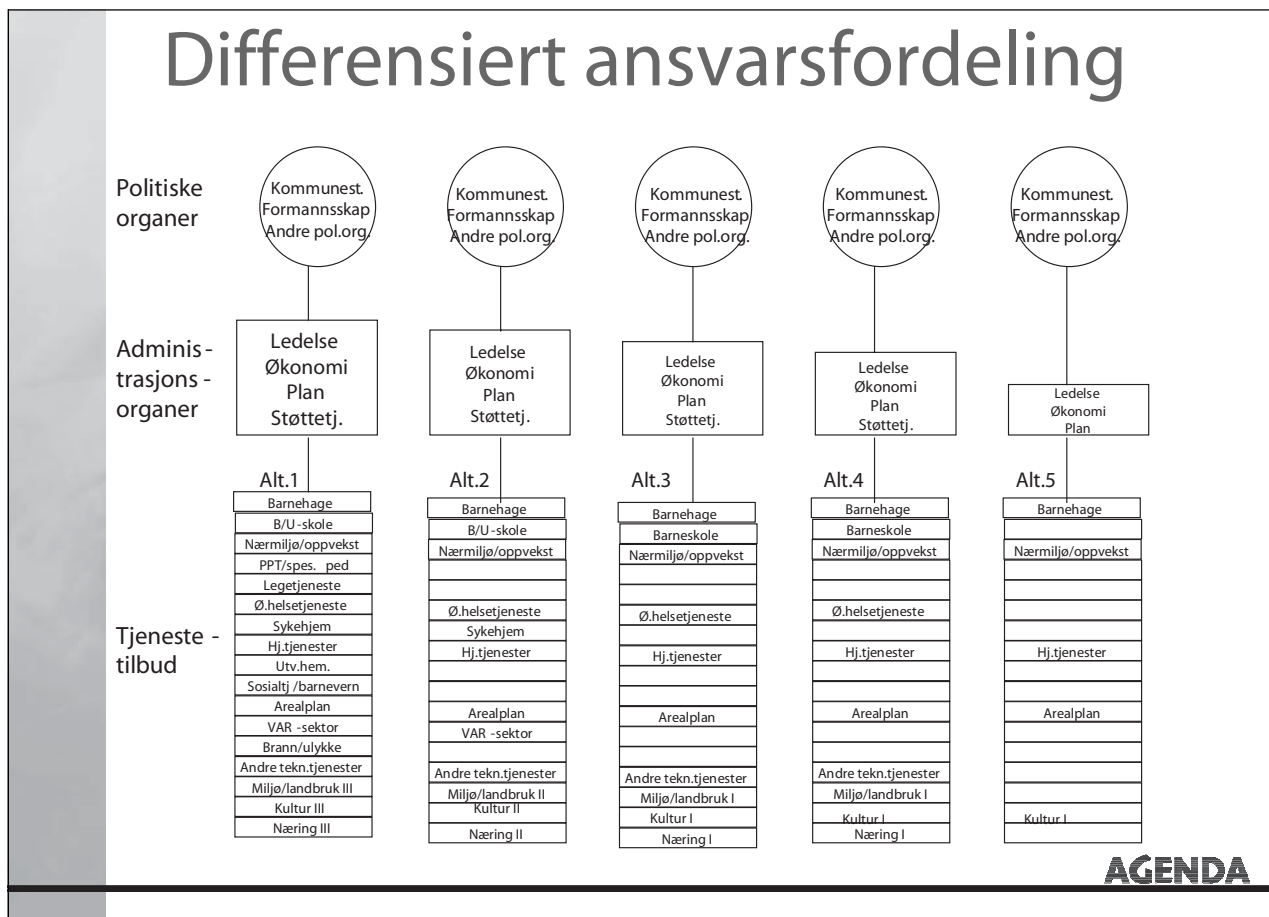 Differensiert ansvarsfordeling
Politiske
organer
Kommunest.
Formannsskap
Andre pol.org.
Kommunest.
Formannsskap
Andre pol.org.
Kommunest.
Formannsskap
Andre pol.org.
Kommunest.
Formannsskap
Andre pol.org.
Kommunest.
Formannsskap
Andre pol.org.
Adminis -
trasjons -
organer
Ledelse
Økonomi
Plan
Støttetj.
Ledelse
Økonomi
Plan
Støttetj.
Ledelse
Økonomi
Plan
Støttetj.
Ledelse
Økonomi
Plan
Støttetj.
Ledelse
Økonomi
Plan
Tjeneste -
tilbud
Alt.1
Barnehage
B/U -skole
Nærmiljø/oppvekst
PPT/spes. ped
Legetjeneste
Ø.helsetjeneste
Sykehjem
Hj.tjenester
Utv.hem.
Sosialtj /barnevern
Arealplan
VAR -sektor
Brann/ulykke
Andre tekn.tjenester
Miljø/landbruk III
Kultur III
Næring III
Alt.2
Barnehage
B/U -skole
Nærmiljø/oppvekst
Ø.helsetjeneste
Sykehjem
Hj.tjenester
Arealplan
VAR -sektor
Andre tekn.tjenester
Miljø/landbruk II
Kultur II
Næring II
Alt.3
Barnehage
Barneskole
Nærmiljø/oppvekst
Ø.helsetjeneste
Hj.tjenester
Arealplan
Andre tekn.tjenester
Miljø/landbruk I
Kultur I
Næring I
Alt.4
Barnehage
Barneskole
Nærmiljø/oppvekst
Ø.helsetjeneste
Hj.tjenester
Arealplan
Andre tekn.tjenester
Miljø/landbruk I
Kultur I
Næring I
Alt.5
Barnehage
Nærmiljø/oppvekst
Hj.tjenester
Arealplan
Kultur I
AGENDA